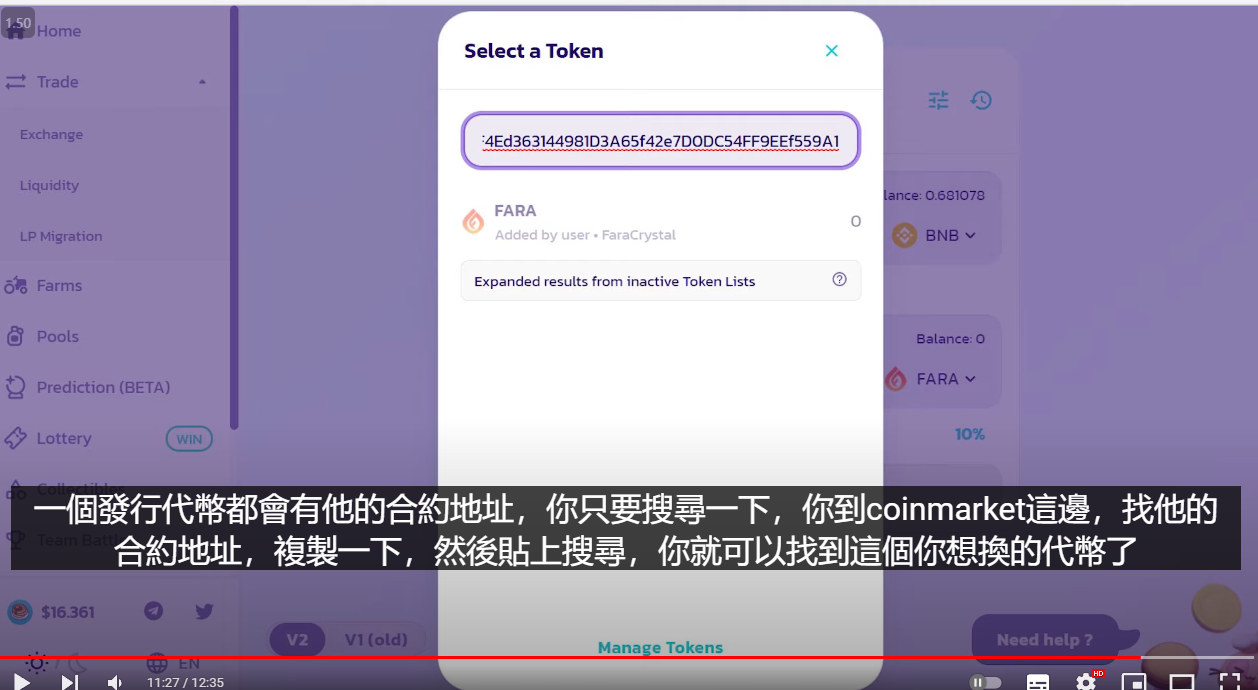 1.50
Home
Trade
Exchange
Liquidity
LP Migration
Farms
Pools
Prediction (BETA)
Lottery
WIN
Collectibles
Team Battle
$16.361
EN
Select a Token
4Ed363144981D3A65f42e7D0DC54FF9EEf559A1
FARA
Added by user • FaraCrystal
0
Expanded results from inactive Token Lists
Manage Tokens
lance: 0.681078
BNB
Balance: 0
FARA
10%
V2
V1 (old)
Need help ?
一個發行代幣都會有他的合約地址，你只要搜尋一下，你到coinmarket這邊，找他的
合約地址，複製一下，然後貼上搜尋，你就可以找到這個你想換的代幣了
11:27 / 12:35
HD